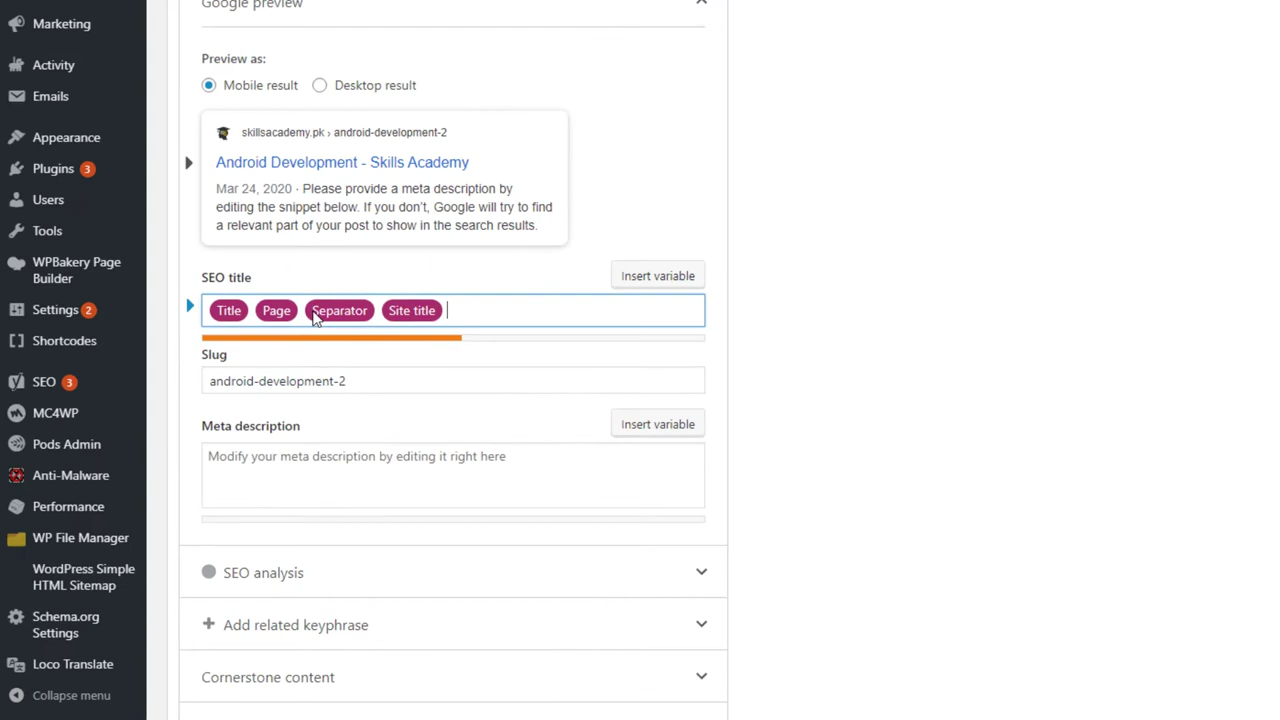 Marketing
Activity
Emails
Appearance
Plugins 3
Users
Tools
WPBakery Page
Builder
Settings 2
Shortcodes
SEO 3
MC4WP
Pods Admin
Anti-Malware
Performance
WP File Manager
WordPress Simple
HTML Sitemap
Schema.org
Settings
Loco Translate
Collapse menu
Google preview
Preview as:
Mobile result Desktop result
skillsacademy.pk › android-development-2
Android Development - Skills Academy
Mar 24, 2020 · Please provide a meta description by
editing the snippet below. If you don't, Google will try to find
a relevant part of your post to show in the search results.
SEO title Insert variable
Title Page Separator Site title
Slug
android-development-2
Meta description Insert variable
Modify your meta description by editing it right here
SEO analysis
Add related keyphrase
Cornerstone content